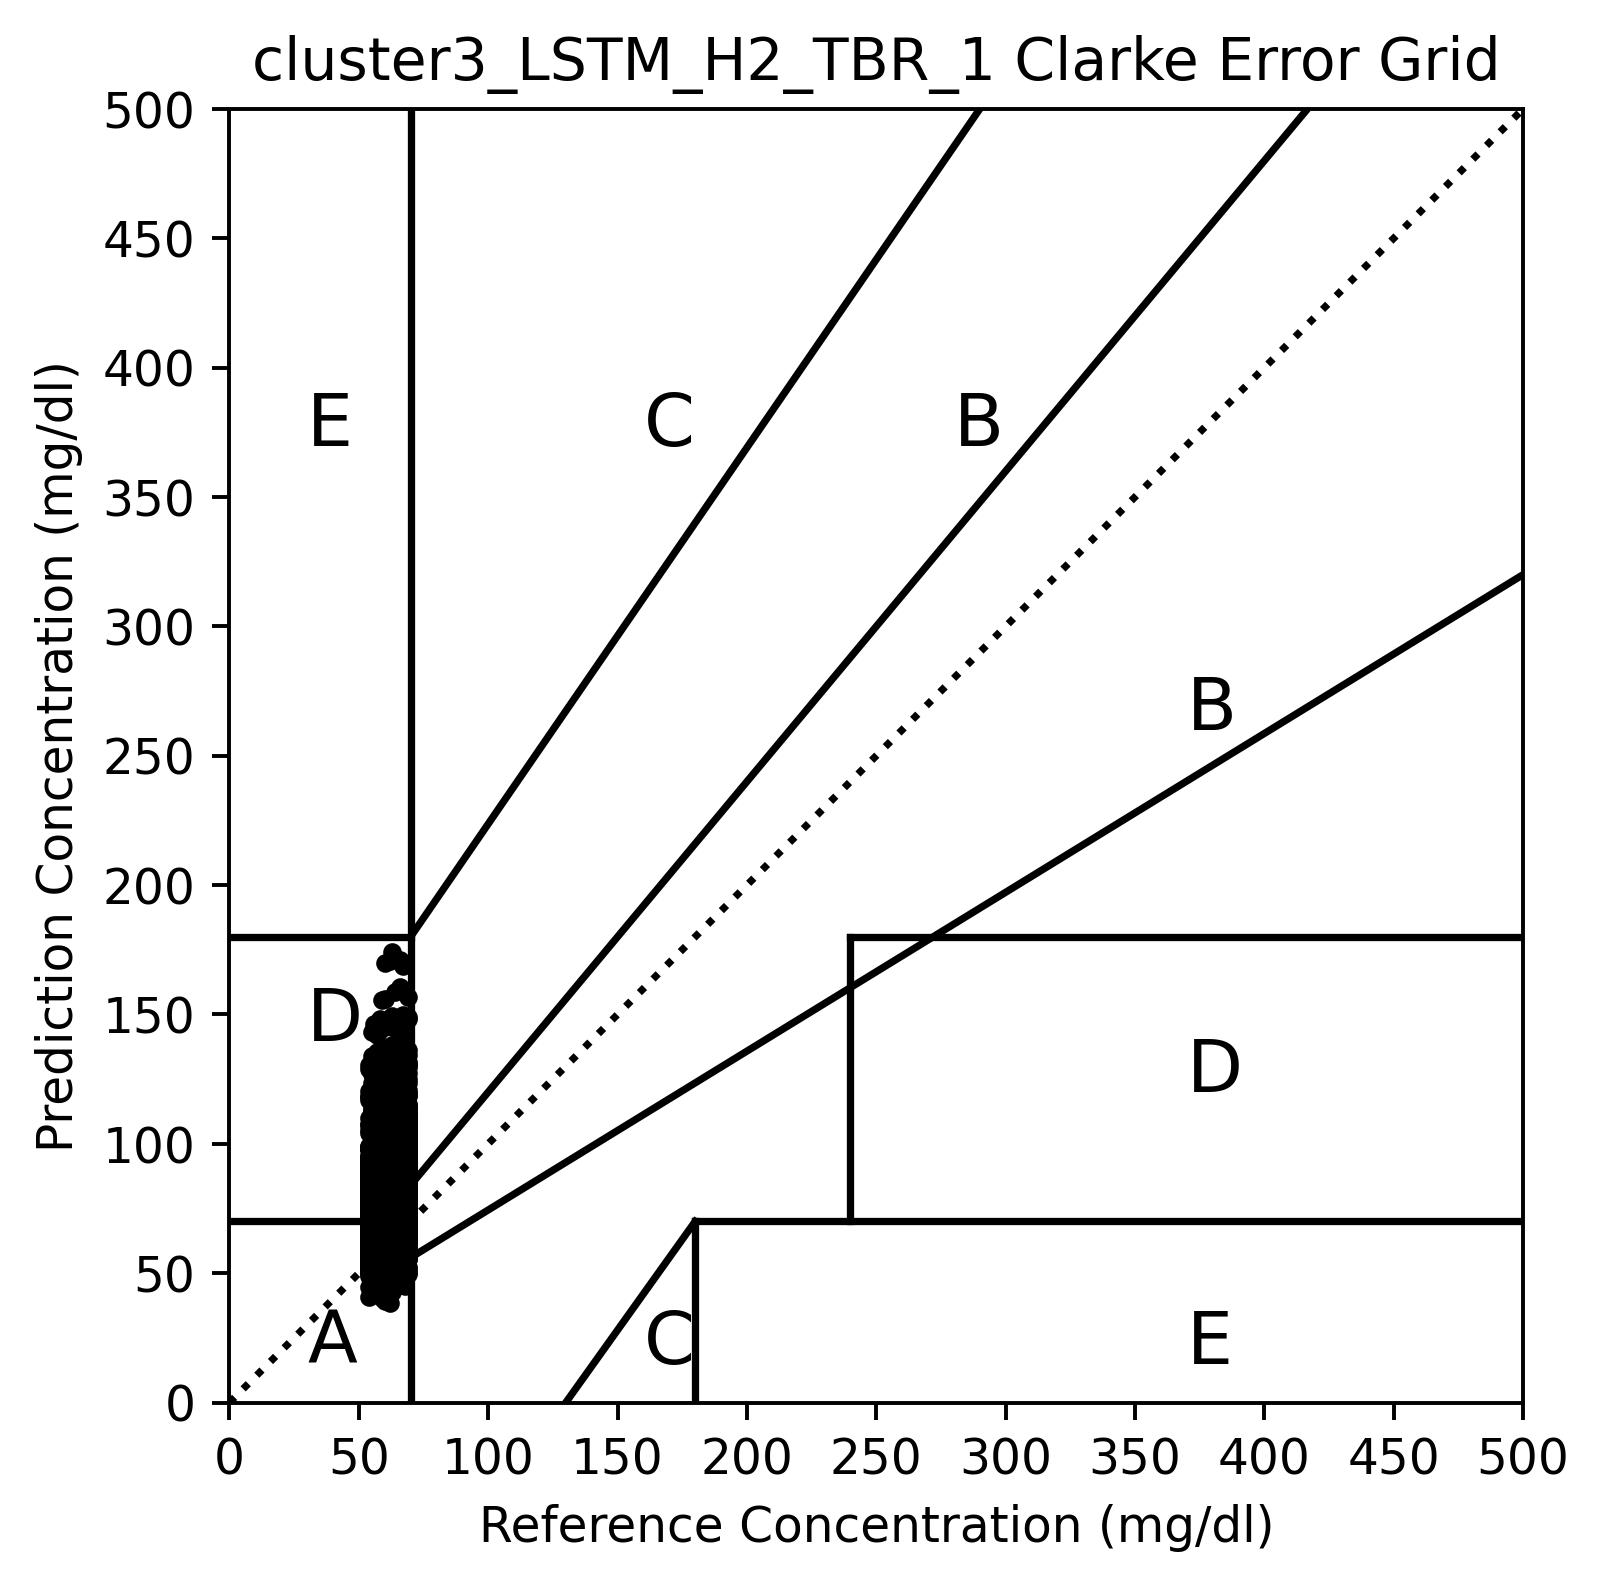 cluster3_LSTM_H2_TBR_1 Clarke Error Grid
500
450
400
350
300
250
200
150
100
50
0
Prediction Concentration (mg/dl)
E
C
B
B
D
D
A
C
E
0 50 100 150 200 250 300 350 400 450 500
Reference Concentration (mg/dl)